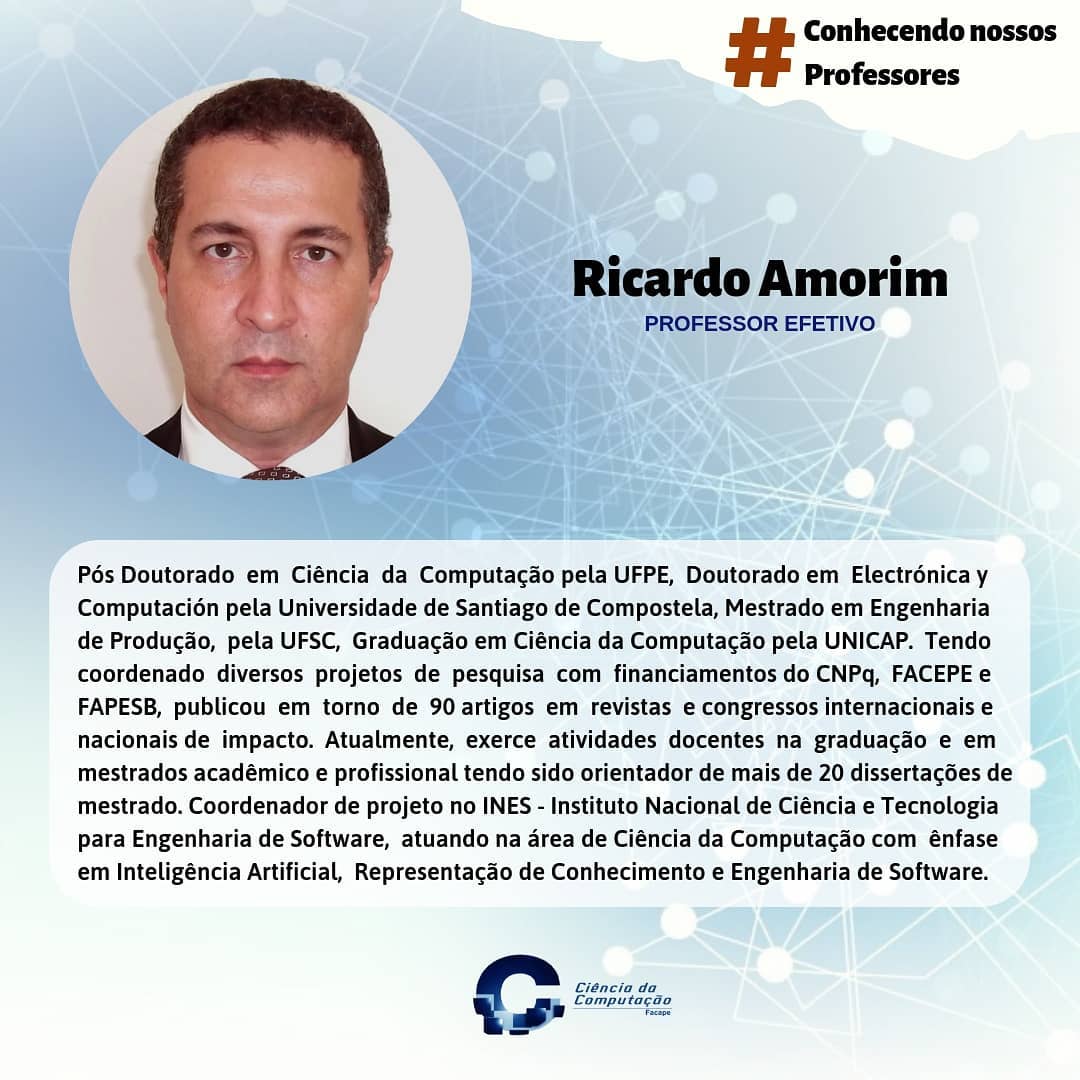 #Conhecendo nossos
Professores
Ricardo Amorim
PROFESSOR EFETIVO
Pós Doutorado em Ciência da Computação pela UFPE, Doutorado em Electrónica y
Computación pela Universidade de Santiago de Compostela, Mestrado em Engenharia
de Produção, pela UFSC, Graduação em Ciência da Computação pela UNICAP. Tendo
coordenado diversos projetos de pesquisa com financiamentos do CNPq, FACEPE e
FAPESB, publicou em torno de 90 artigos em revistas e congressos internacionais e
nacionais de impacto. Atualmente, exerce atividades docentes na graduação e em
mestrados acadêmico e profissional tendo sido orientador de mais de 20 dissertações de
mestrado. Coordenador de projeto no INES - Instituto Nacional de Ciência e Tecnologia
para Engenharia de Software, atuando na área de Ciência da Computação com ênfase
em Inteligência Artificial, Representação de Conhecimento e Engenharia de Software.
Ciência da
Computação
Facape